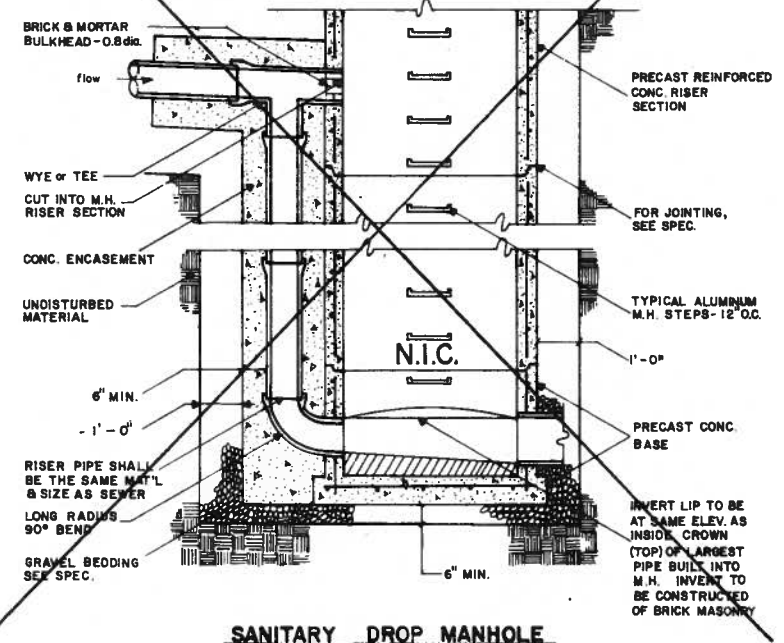 BRICK & MORTAR
BULKHEAD-0.8 dia.
flow
WYE or TEE
CUT INTO M.H.
RISER SECTION
CONC. ENCASEMENT
UNDISTURBED
MATERIAL
6" MIN.
- 1'-0"
RISER PIPE SHALL
BE THE SAME MAT'L
& SIZE AS SEWER
LONG RADIUS
90° BEND
GRAVEL BEDDING
SEE SPEC.
N.I.C.
6" MIN.
PRECAST REINFORCED
CONC. RISER
SECTION
FOR JOINTING,
SEE SPEC.
TYPICAL ALUMINUM
M.H. STEPS-12" O.C.
1'-0"
PRECAST CONC.
BASE
INVERT LIP TO BE
AT SAME ELEV. AS
INSIDE CROWN
(TOP) OF LARGEST
PIPE BUILT INTO
M.H. INVERT TO
BE CONSTRUCTED
OF BRICK MASONRY
SANITARY DROP MANHOLE